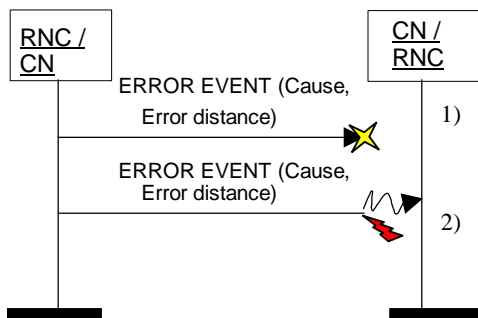 RNC /
CN
CN /
RNC
ERROR EVENT (Cause,
Error distance)
1)
ERROR EVENT (Cause,
Error distance)
2)